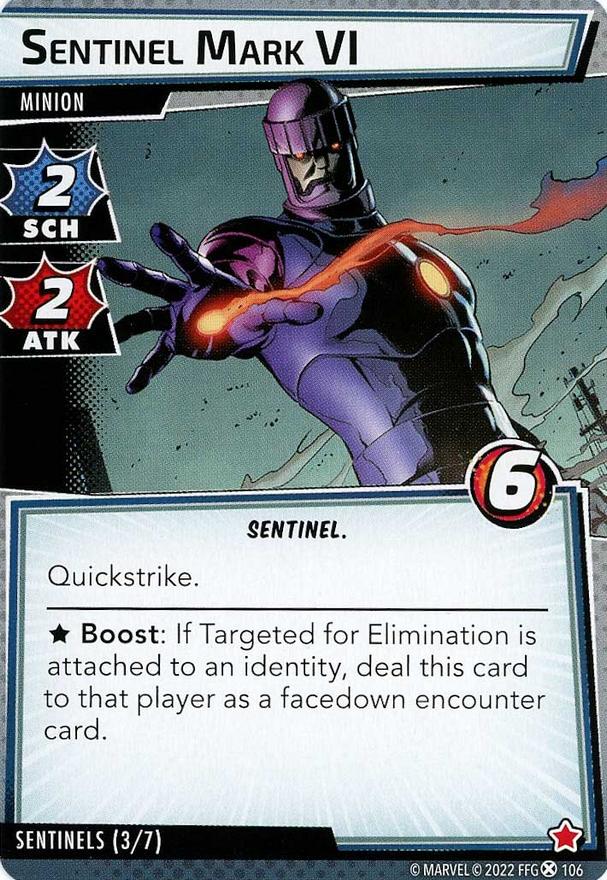 SENTINEL MARK VI
MINION
2
SCH
2
ATK
6
SENTINEL.
Quickstrike.
★ Boost: If Targeted for Elimination is
attached to an identity, deal this card
to that player as a facedown encounter
card.
SENTINELS (3/7)
© MARVEL © 2022 FFG 106